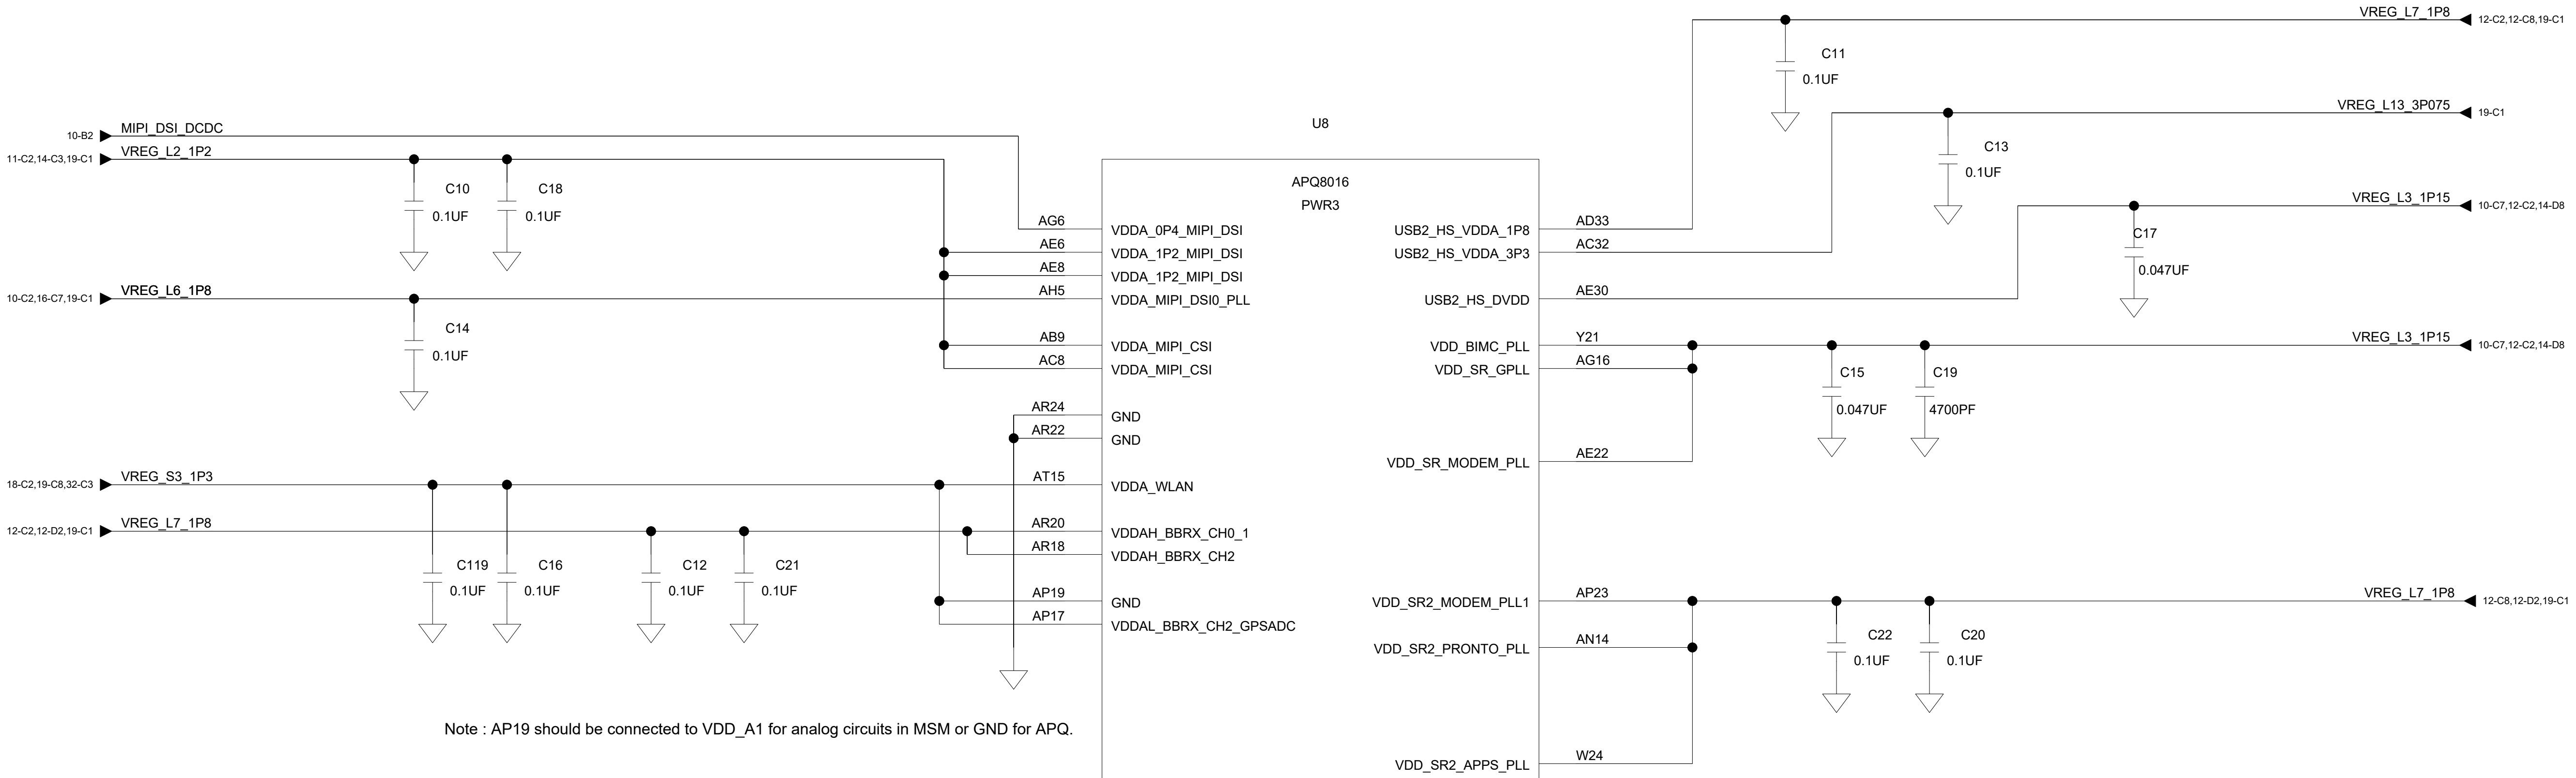 VREG_L7_1P8 12-C2,12-C8,19-C1
C11
0.1UF
VREG_L13_3P075 19-C1
U8
10-B2 MIPI_DSI_DCDC
C13
0.1UF
11-C2,14-C3,19-C1 VREG_L2_1P2
APQ8016
PWR3
C10 C18
0.1UF 0.1UF
VREG_L3_1P15 10-C7,12-C2,14-D8
C17
0.047UF
AG6 VDDA_0P4_MIPI_DSI USB2_HS_VDDA_1P8 AD33
AE6 VDDA_1P2_MIPI_DSI USB2_HS_VDDA_3P3 AC32
AE8 VDDA_1P2_MIPI_DSI
10-C2,16-C7,19-C1 VREG_L6_1P8 AH5 VDDA_MIPI_DSI0_PLL USB2_HS_DVDD AE30
C14
0.1UF
AB9 VDDA_MIPI_CSI VDD_BIMC_PLL Y21 VREG_L3_1P15 10-C7,12-C2,14-D8
AC8 VDDA_MIPI_CSI VDD_SR_GPLL AG16
C15 C19
0.047UF 4700PF
AR24 GND
AR22 GND
VDD_SR_MODEM_PLL AE22
18-C2,19-C8,32-C3 VREG_S3_1P3 AT15 VDDA_WLAN
12-C2,12-D2,19-C1 VREG_L7_1P8 AR20 VDDAH_BBRX_CH0_1
AR18 VDDAH_BBRX_CH2
C119 C16 C12 C21
0.1UF 0.1UF 0.1UF 0.1UF
AP19 GND VDD_SR2_MODEM_PLL1 AP23 VREG_L7_1P8 12-C8,12-D2,19-C1
AP17 VDDAL_BBRX_CH2_GPSADC
C22 C20
0.1UF 0.1UF
VDD_SR2_PRONTO_PLL AN14
Note : AP19 should be connected to VDD_A1 for analog circuits in MSM or GND for APQ.
VDD_SR2_APPS_PLL W24